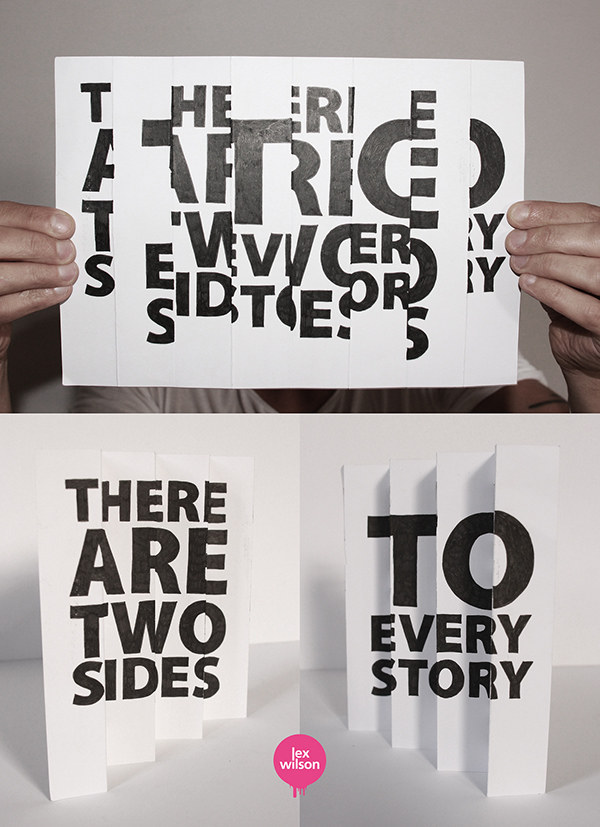 THERE
ARE
TWO
SIDES
TO
EVERY
STORY
lex
wilson